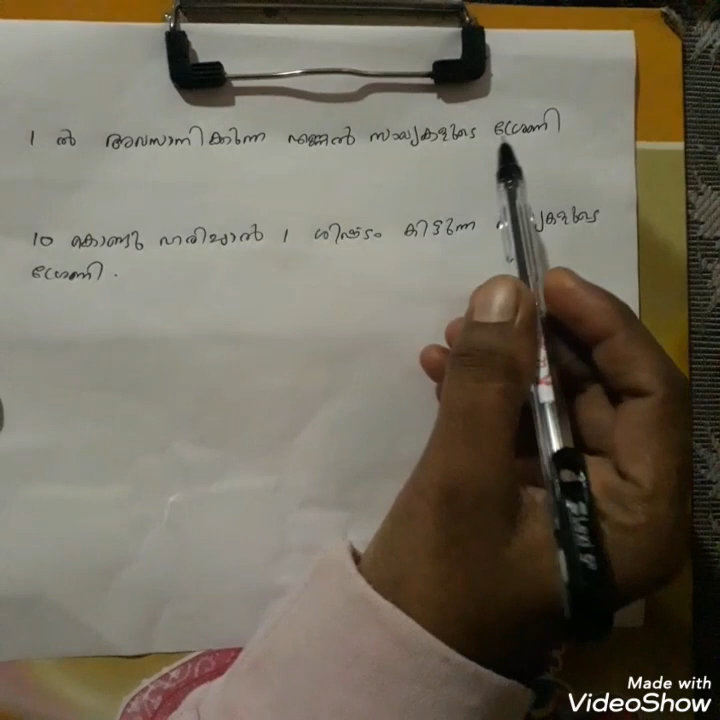 1 ൽ അവസാനിക്കുന്ന എണ്ണൽ സംഖ്യകളുടെ ശ്രേണി
10 കൊണ്ടു ഹരിച്ചാൽ 1 ശിഷ്ടം കിട്ടുന്ന
ശ്രേണി.
Made with
VideoShow